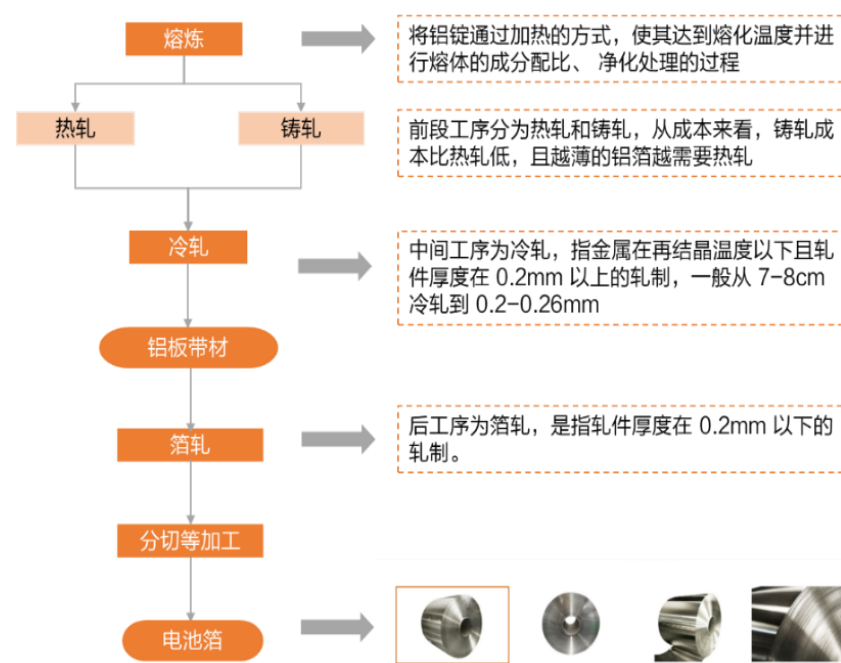 熔炼
将铝锭通过加热的方式，使其达到熔化温度并进
行熔体的成分配比、 净化处理的过程
热轧
铸轧
前段工序分为热轧和铸轧，从成本来看，铸轧成
本比热轧低，且越薄的铝箔越需要热轧
冷轧
中间工序为冷轧，指金属在再结晶温度以下且轧
件厚度在 0.2mm 以上的轧制，一般从 7-8cm
冷轧到 0.2-0.26mm
铝板带材
箔轧
后工序为箔轧，是指轧件厚度在 0.2mm 以下的
轧制。
分切等加工
电池箔